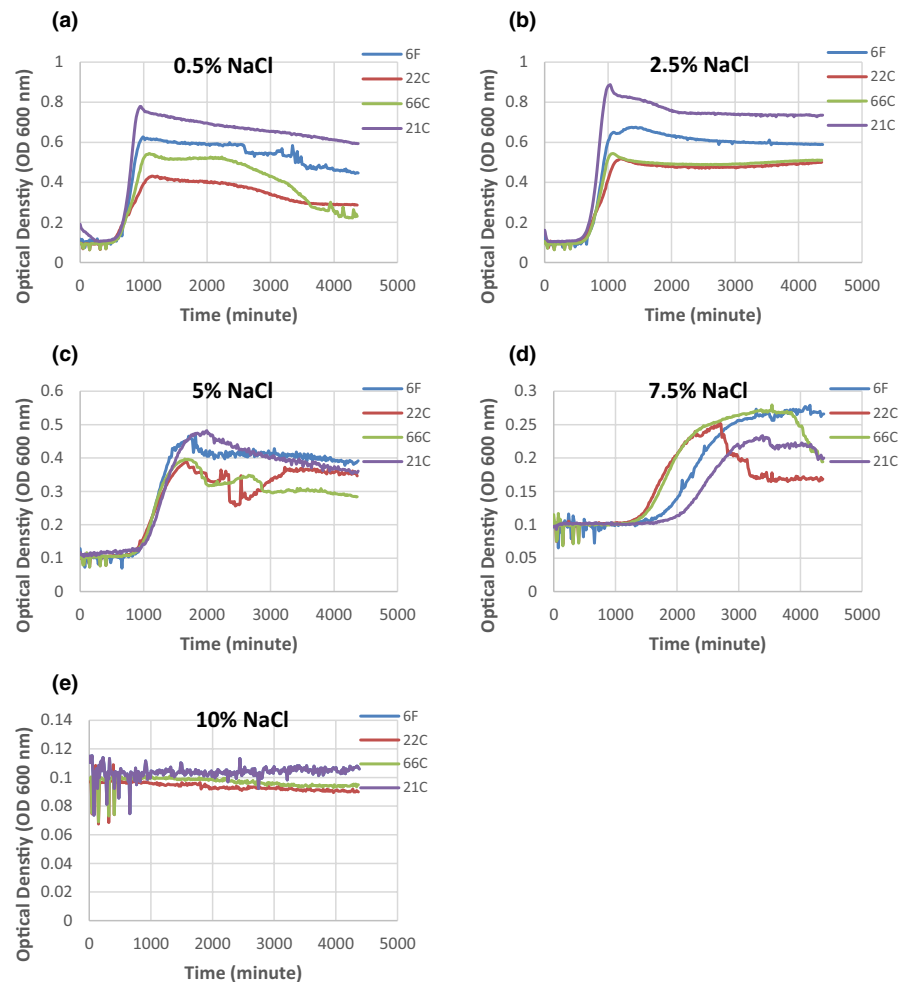 (a)
0.5% NaCl
6F
22C
66C
21C
Optical Denstiy (OD 600 nm)
1
0.8
0.6
0.4
0.2
0
0 1000 2000 3000 4000 5000
Time (minute)
(b)
2.5% NaCl
6F
22C
66C
21C
Optical Denstiy (OD 600 nm)
1
0.8
0.6
0.4
0.2
0
0 1000 2000 3000 4000 5000
Time (minute)
(c)
5% NaCl
6F
22C
66C
21C
Optical Denstiy (OD 600 nm)
0.6
0.5
0.4
0.3
0.2
0.1
0
0 1000 2000 3000 4000 5000
Time (minute)
(d)
7.5% NaCl
6F
22C
66C
21C
Optical Denstiy (OD 600 nm)
0.3
0.25
0.2
0.15
0.1
0.05
0
0 1000 2000 3000 4000 5000
Time (minute)
(e)
10% NaCl
6F
22C
66C
21C
Optical Denstiy (OD 600 nm)
0.14
0.12
0.1
0.08
0.06
0.04
0.02
0
0 1000 2000 3000 4000 5000
Time (minute)